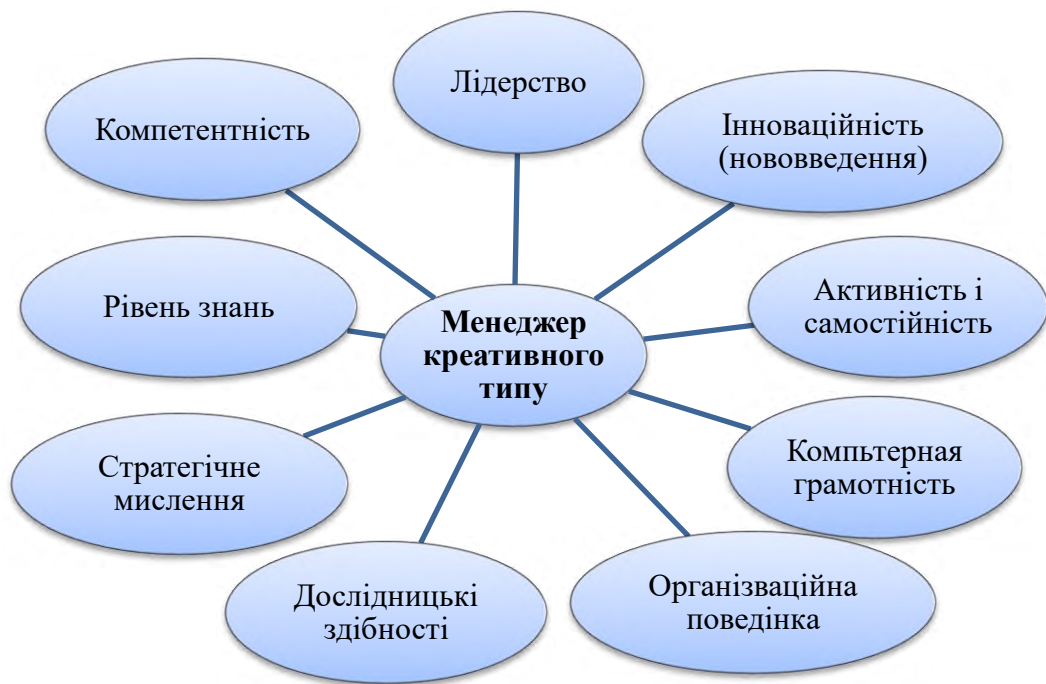 Лідерство
Компетентність
Інноваційність
(нововведення)
Рівень знань
Менеджер
креативного
типу
Активність і
самостійність
Стратегічне
мислення
Компьтерная
грамотність
Дослідницькі
здібності
Організваційна
поведінка